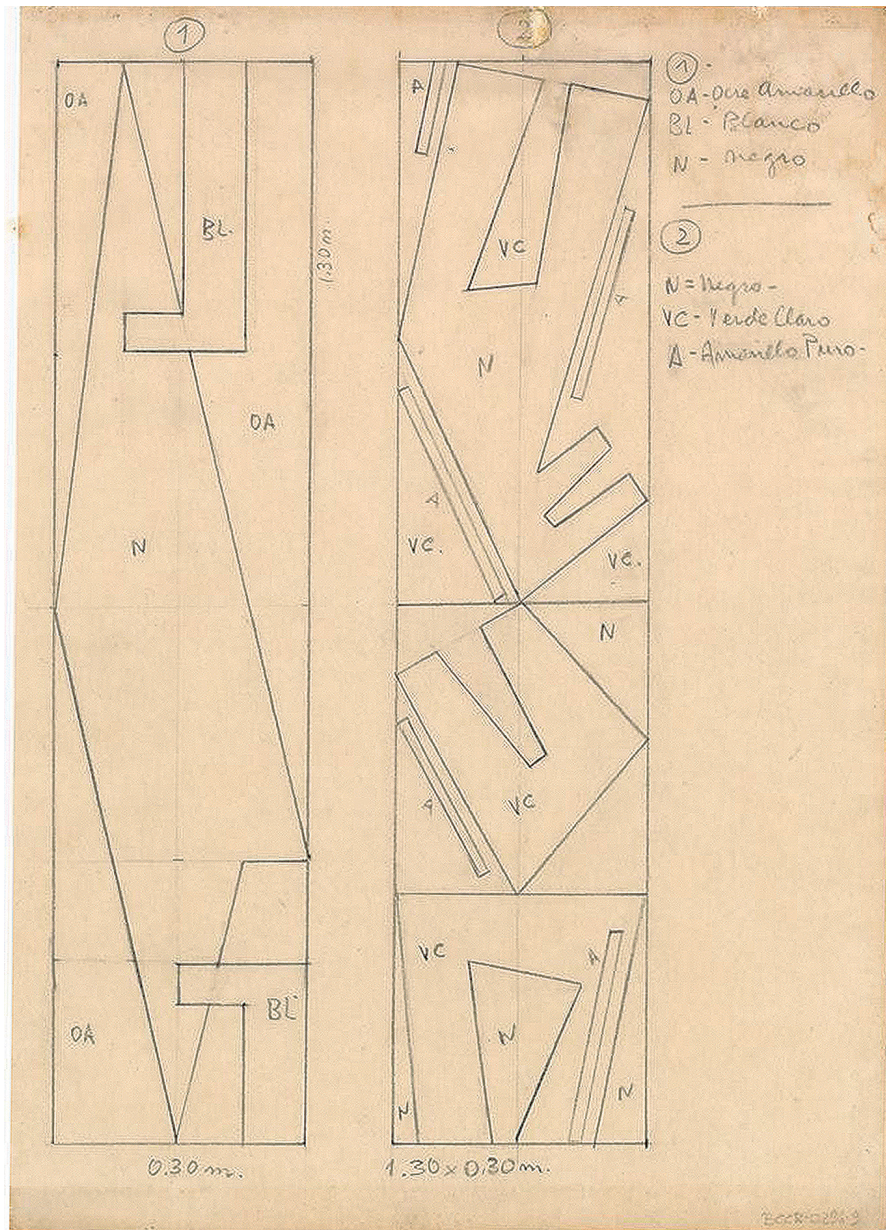 1
2
1
OA - Ocre Amarillo
BL - Blanco
N - negro
2
N = Negro -
VC - Verde Claro
A - Amarillo Puro -
OA
BL.
1.30 m.
OA
N
BL
OA
0.30 m.
A
VC
A
N
A
VC.
VC.
N
A
VC
VC
A
N
N
N
1.30 x 0.30 m.